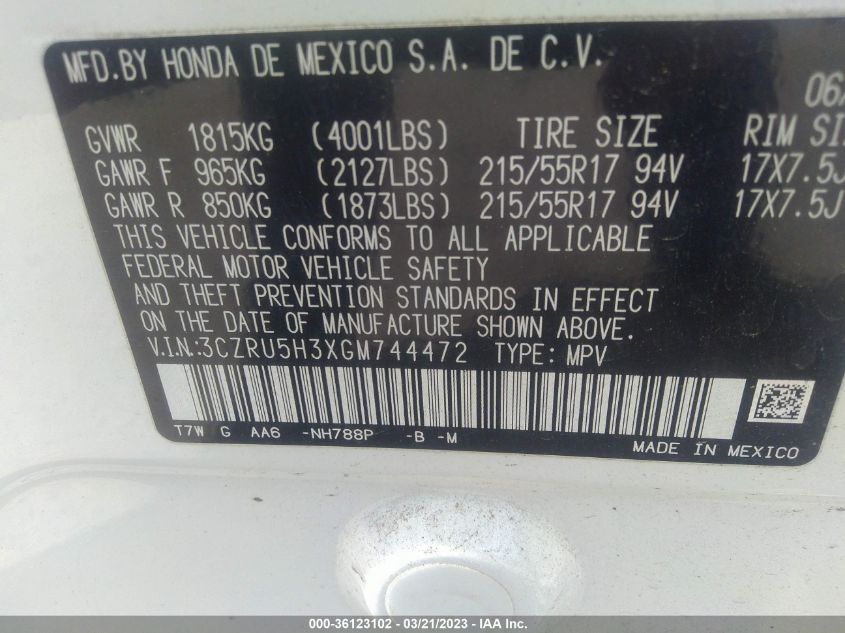 MFD.BY HONDA DE MEXICO S.A. DE C.V.
06/
GVWR 1815KG (4001LBS) TIRE SIZE RIM SI
GAWR F 965KG (2127LBS) 215/55R17 94V 17X7.5J
GAWR R 850KG (1873LBS) 215/55R17 94V 17X7.5J
THIS VEHICLE CONFORMS TO ALL APPLICABLE
FEDERAL MOTOR VEHICLE SAFETY
AND THEFT PREVENTION STANDARDS IN EFFECT
ON THE DATE OF MANUFACTURE SHOWN ABOVE.
V.I.N.:3CZRU5H3XGM744472 TYPE: MPV
T7W G AA6 -NH788P -B -M
MADE IN MEXICO
000-36123102 - 03/21/2023 - IAA Inc.